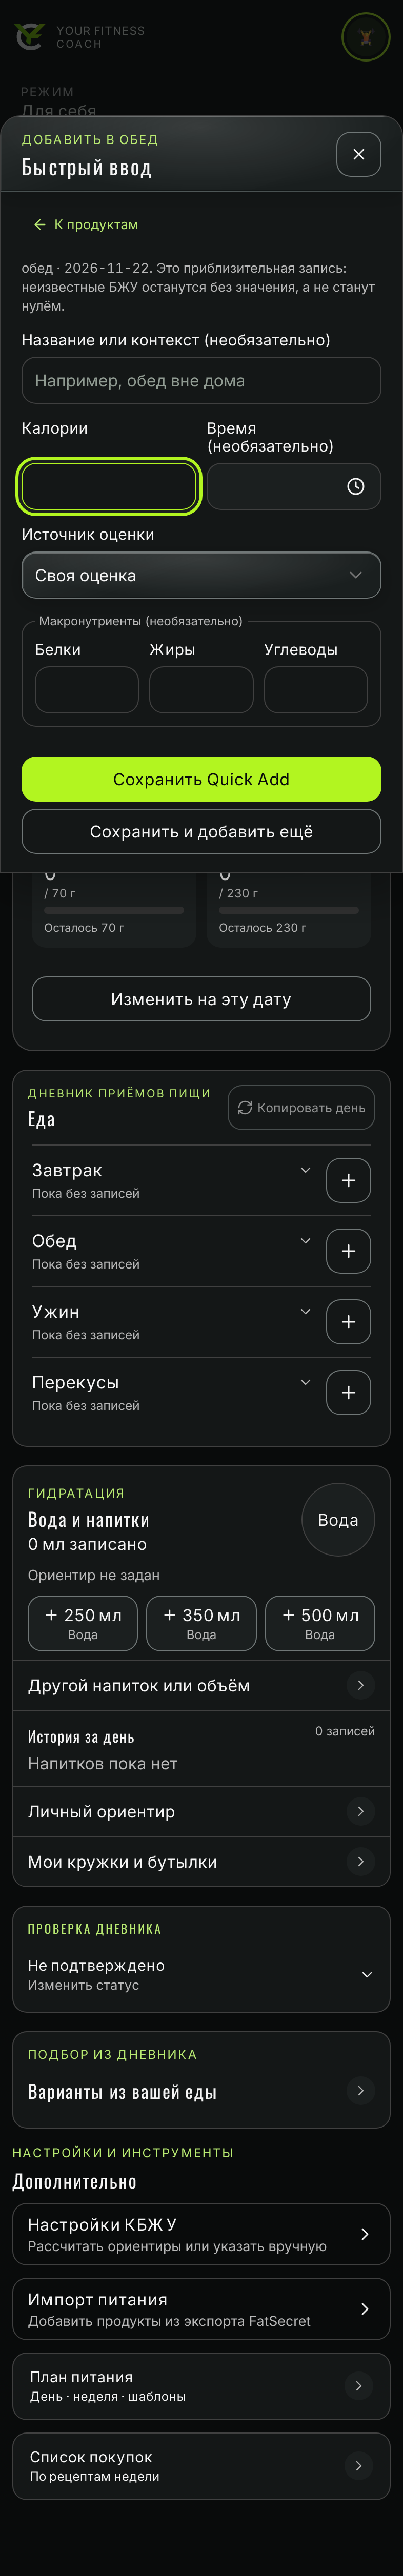 YOUR FITNESS
COACH
РЕЖИМ
Для себя
ДОБАВИТЬ В ОБЕД
Быстрый ввод
К продуктам
обед · 2026-11-22. Это приблизительная запись:
неизвестные БЖУ останутся без значения, а не станут
нулём.
Название или контекст (необязательно)
Например, обед вне дома
Калории
Время
(необязательно)
Источник оценки
Своя оценка
Макронутриенты (необязательно)
Белки
Жиры
Углеводы
Сохранить Quick Add
Сохранить и добавить ещё
0
0
/ 70 г
/ 230 г
Осталось 70 г
Осталось 230 г
Изменить на эту дату
ДНЕВНИК ПРИЁМОВ ПИЩИ
Еда
Копировать день
Завтрак
Пока без записей
Обед
Пока без записей
Ужин
Пока без записей
Перекусы
Пока без записей
ГИДРАТАЦИЯ
Вода и напитки
0 мл записано
Вода
Ориентир не задан
+ 250 мл
Вода
+ 350 мл
Вода
+ 500 мл
Вода
Другой напиток или объём
История за день
0 записей
Напитков пока нет
Личный ориентир
Мои кружки и бутылки
ПРОВЕРКА ДНЕВНИКА
Не подтверждено
Изменить статус
ПОДБОР ИЗ ДНЕВНИКА
Варианты из вашей еды
НАСТРОЙКИ И ИНСТРУМЕНТЫ
Дополнительно
Настройки КБЖУ
Рассчитать ориентиры или указать вручную
Импорт питания
Добавить продукты из экспорта FatSecret
План питания
День · неделя · шаблоны
Список покупок
По рецептам недели